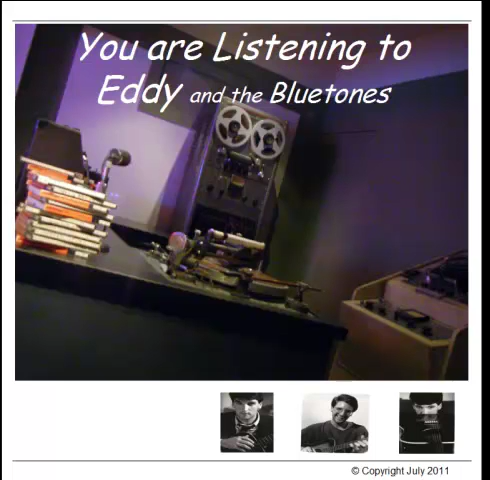 You are Listening to
Eddy and the Bluetones
© Copyright July 2011